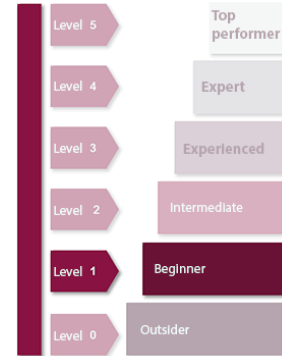 Level 5
Top
performer
Level 4
Expert
Level 3
Experienced
Level 2
Intermediate
Level 1
Beginner
Level 0
Outsider